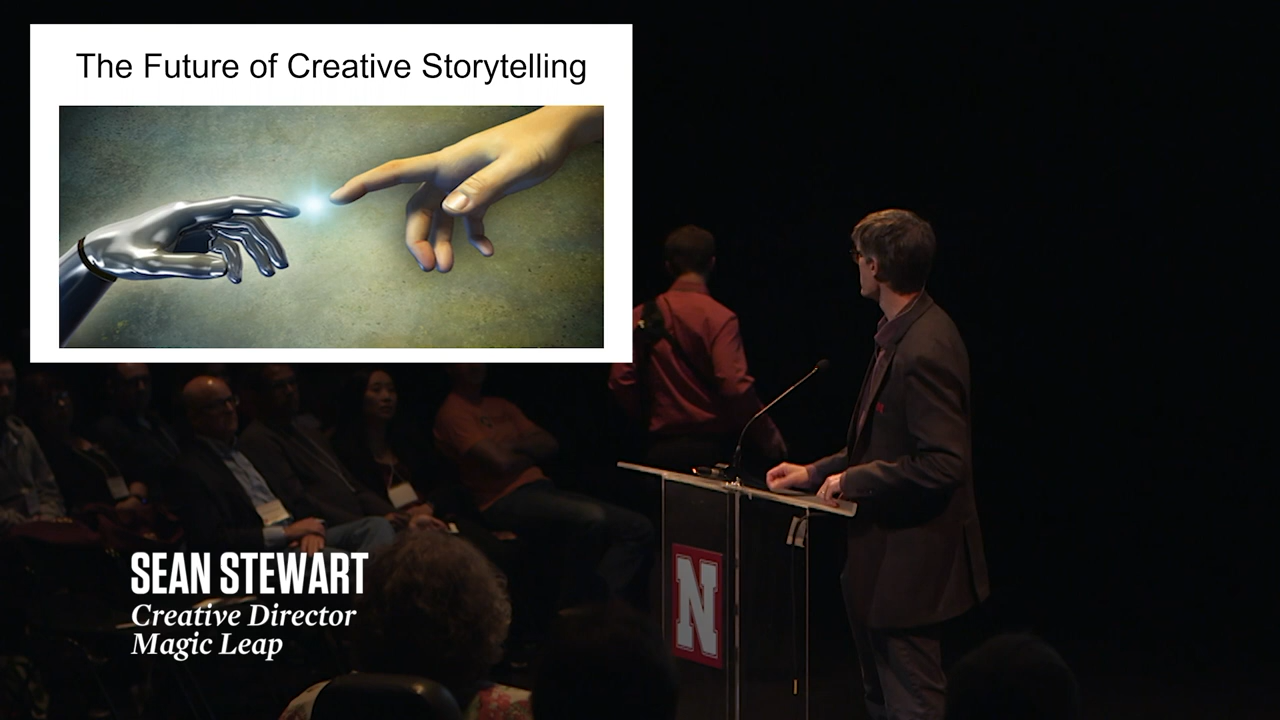 The Future of Creative Storytelling
SEAN STEWART
Creative Director
Magic Leap
N